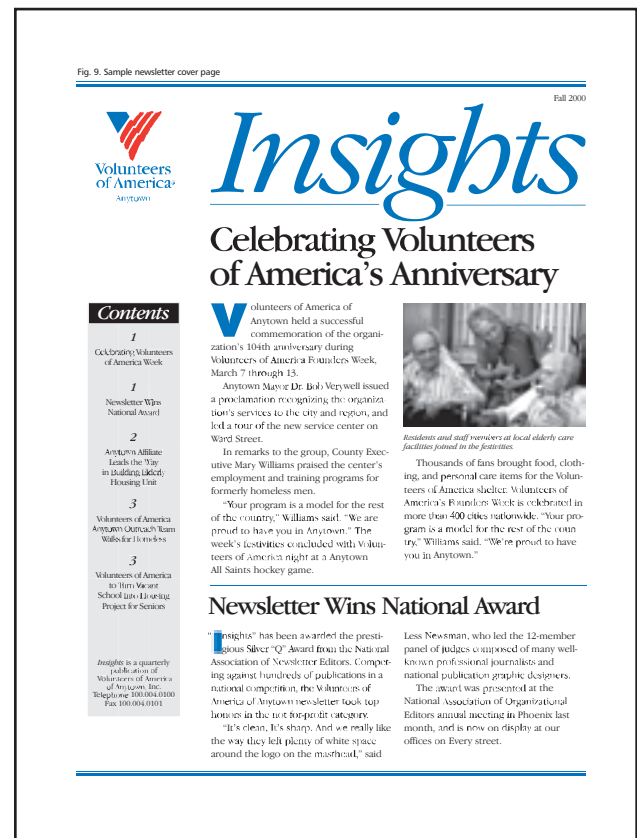 Fig. 9. Sample newsletter cover page
Fall 2000
Volunteers
of America®
Anytown
Insights
Celebrating Volunteers
of America's Anniversary
Contents
1
Celebrating Volunteers
of America Week
1
Newsletter Wins
National Award
2
Anytown Affiliate
Leads the Way
in Building Elderly
Housing Unit
3
Volunteers of America
Anytown Outreach Team
Walks for Homeless
3
Volunteers of America
to Turn Vacant
School Into Housing
Project for Seniors
Insights is a quarterly
publication of
Volunteers of America
of Anytown, Inc.
Telephone 100.004.0100
Fax 100.004.0101
Volunteers of America of
Anytown held a successful
commemoration of the organi-
zation's 104th anniversary during
Volunteers of America Founders Week,
March 7 through 13.
Anytown Mayor Dr. Bob Verywell issued
a proclamation recognizing the organiza-
tion's services to the city and region, and
led a tour of the new service center on
Ward Street.
In remarks to the group, County Exec-
utive Mary Williams praised the center's
employment and training programs for
formerly homeless men.
"Your program is a model for the rest
of the country," Williams said. "We are
proud to have you in Anytown." The
week's festivities concluded with Volun-
teers of America night at a Anytown
All Saints hockey game.
Residents and staff members at local elderly care
facilities joined in the festivities.
Thousands of fans brought food, cloth-
ing, and personal care items for the Volun-
teers of America shelter. Volunteers of
America's Founders Week is celebrated in
more than 400 cities nationwide. "Your pro-
gram is a model for the rest of the coun
try," Williams said. "We're proud to have
you in Anytown."
Newsletter Wins National Award
"Insights" has been awarded the presti-
gious Silver "Q" Award from the National
Association of Newsletter Editors. Compet-
ing against hundreds of publications in a
national competition, the Volunteers of
America of Anytown newsletter took top
honors in the not-for-profit category.
"It's clean, It's sharp. And we really like
the way they left plenty of white space
around the logo on the masthead," said
Less Newsman, who led the 12-member
panel of judges composed of many well-
known professional journalists and
national publication graphic designers.
The award was presented at the
National Association of Organizational
Editors annual meeting in Phoenix last
month, and is now on display at our
offices on Every street.